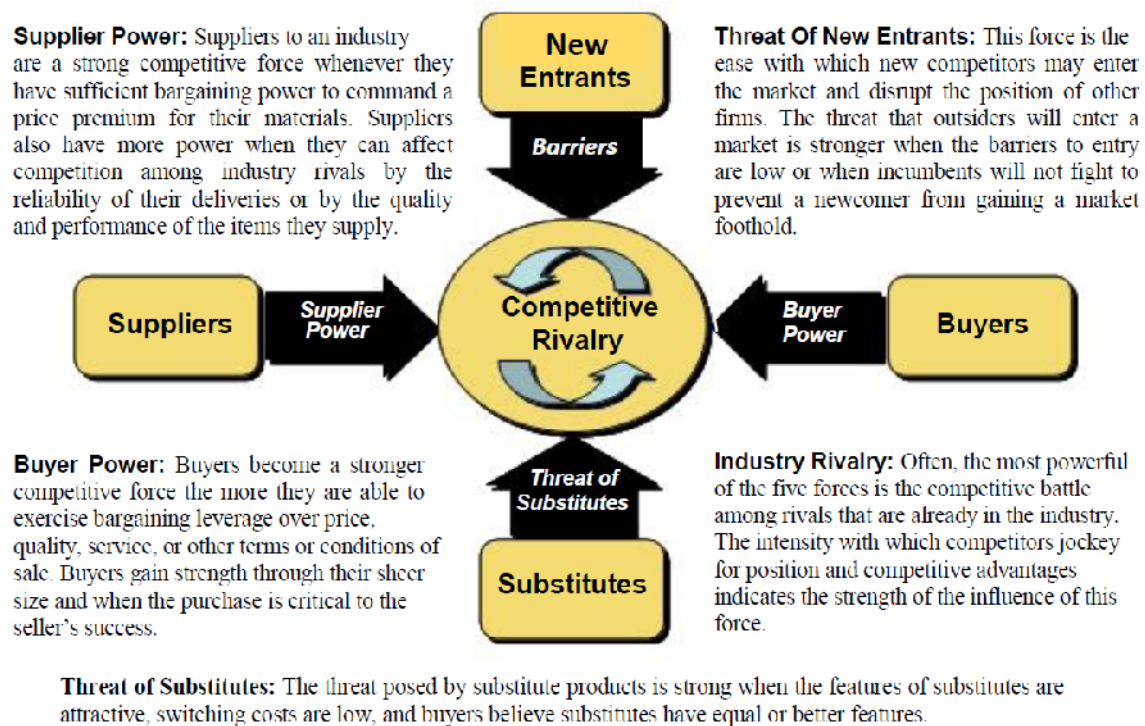 Supplier Power: Suppliers to an industry
are a strong competitive force whenever they
have sufficient bargaining power to command a
price premium for their materials. Suppliers
also have more power when they can affect
competition among industry rivals by the
reliability of their deliveries or by the quality
and performance of the items they supply.
New
Entrants
Barriers
Threat Of New Entrants: This force is the
ease with which new competitors may enter
the market and disrupt the position of other
firms. The threat that outsiders will enter a
market is stronger when the barriers to entry
are low or when incumbents will not fight to
prevent a newcomer from gaining a market
foothold.
Suppliers
Supplier
Power
Competitive
Rivalry
Buyer
Power
Buyers
Buyer Power: Buyers become a stronger
competitive force the more they are able to
exercise bargaining leverage over price,
quality, service, or other terms or conditions of
sale. Buyers gain strength through their sheer
size and when the purchase is critical to the
seller's success.
Threat of
Substitutes
Substitutes
Industry Rivalry: Often, the most powerful
of the five forces is the competitive battle
among rivals that are already in the industry.
The intensity with which competitors jockey
for position and competitive advantages
indicates the strength of the influence of this
force.
Threat of Substitutes: The threat posed by substitute products is strong when the features of substitutes are
attractive, switching costs are low, and buyers believe substitutes have equal or better features.